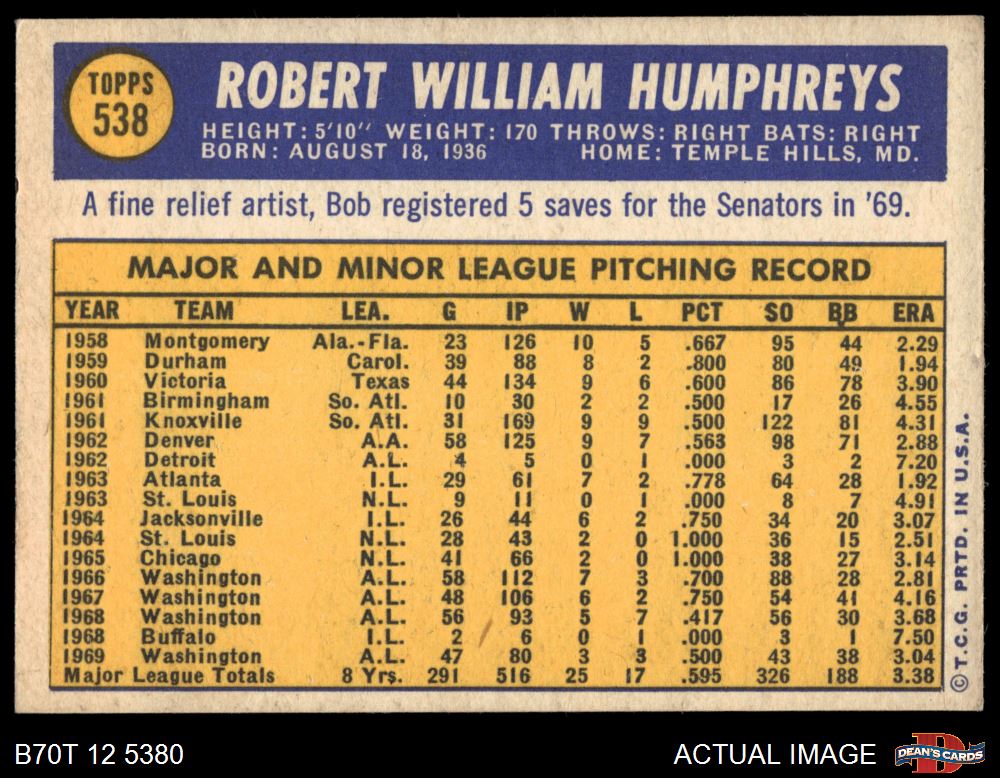 TOPPS
538
ROBERT WILLIAM HUMPHREYS
HEIGHT: 5'10" WEIGHT: 170 THROWS: RIGHT BATS: RIGHT
BORN: AUGUST 18, 1936 HOME: TEMPLE HILLS, MD.
A fine relief artist, Bob registered 5 saves for the Senators in '69.
MAJOR AND MINOR LEAGUE PITCHING RECORD
YEAR TEAM LEA. G IP W L PCT SO BB ERA
1958 Montgomery Ala.-Fla. 23 126 10 5 .667 95 44 2.29
1959 Durham Carol. 39 88 8 2 .800 80 49 1.94
1960 Victoria Texas 44 134 9 6 .600 86 78 3.90
1961 Birmingham So. Atl. 10 30 2 2 .500 17 26 4.55
1961 Knoxville So. Atl. 31 169 9 9 .500 122 81 4.31
1962 Denver A.A. 58 125 9 7 .563 98 71 2.88
1962 Detroit A.L. 4 5 0 1 .000 3 2 7.20
1963 Atlanta I.L. 29 61 7 2 .778 64 28 1.92
1963 St. Louis N.L. 9 11 0 1 .000 8 7 4.91
1964 Jacksonville I.L. 26 44 6 2 .750 34 20 3.07
1964 St. Louis N.L. 28 43 2 0 1.000 36 15 2.51
1965 Chicago N.L. 41 66 2 0 1.000 38 27 3.14
1966 Washington A.L. 58 112 7 3 .700 88 28 2.81
1967 Washington A.L. 48 106 6 2 .750 54 41 4.16
1968 Washington A.L. 56 93 5 7 .417 56 30 3.68
1968 Buffalo I.L. 2 6 0 1 .000 3 1 7.50
1969 Washington A.L. 47 80 3 3 .500 43 38 3.04
Major League Totals 8 Yrs. 291 516 25 17 .595 326 188 3.38
© T.C.G. PRTD. IN U.S.A.
B70T 12 5380
ACTUAL IMAGE
DEAN'S CARDS